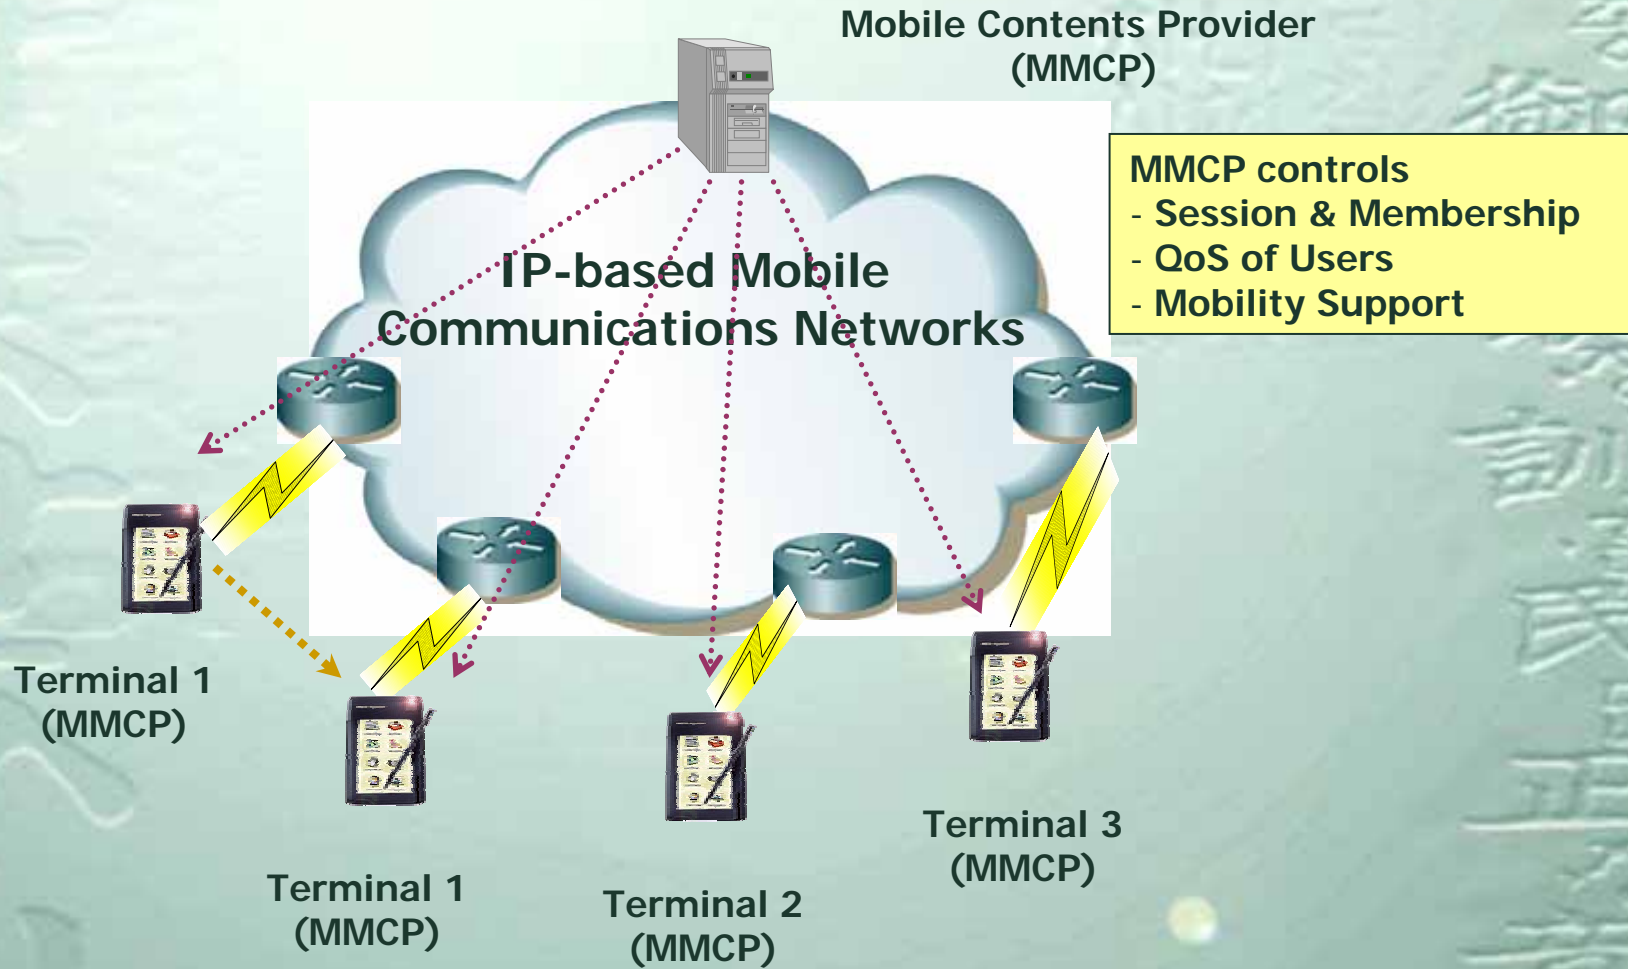 Mobile Contents Provider
(MMCP)
MMCP controls
- Session & Membership
- QoS of Users
- Mobility Support
IP-based Mobile
Communications Networks
Terminal 1
(MMCP)
Terminal 1
(MMCP)
Terminal 2
(MMCP)
Terminal 3
(MMCP)